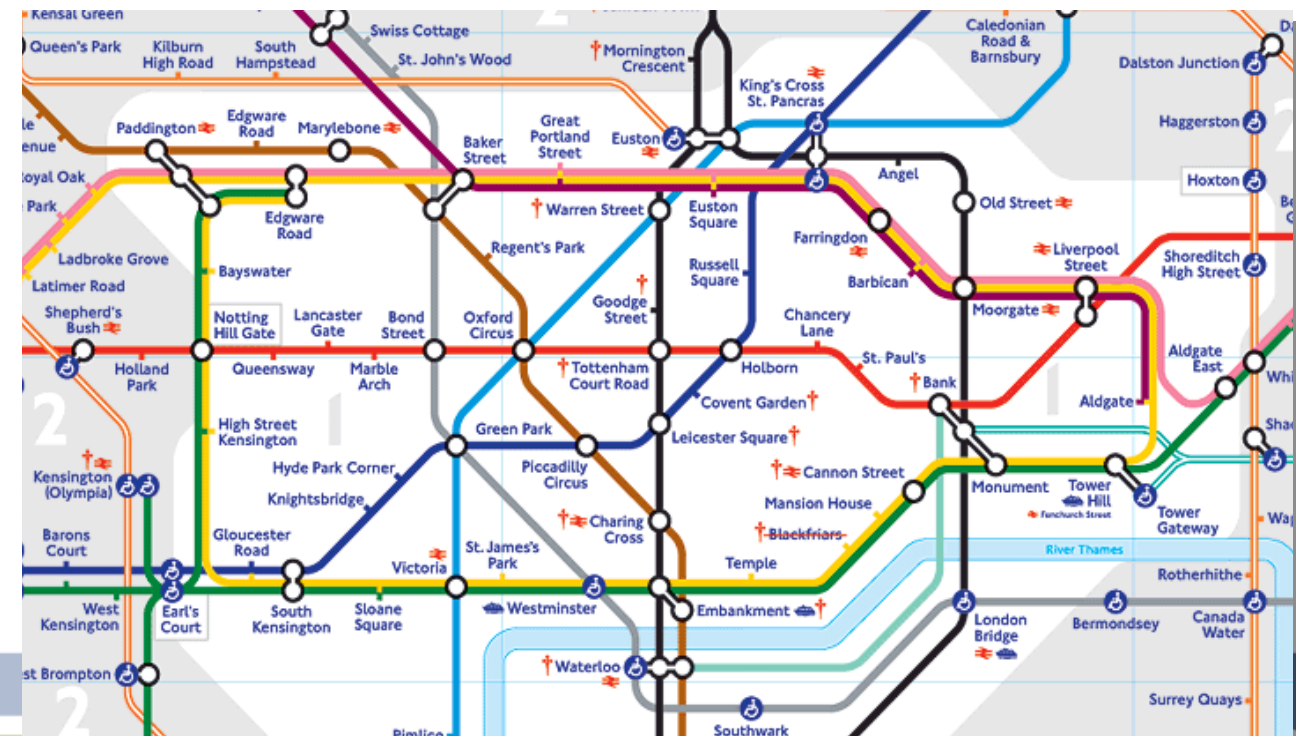 Kensal Green
Queen's Park
Kilburn
High Road
South
Hampstead
Swiss Cottage
St. John's Wood
†Mornington
Crescent
Caledonian
Road &
Barnsbury
Dalston Junction
King's Cross
St. Pancras
Haggerston
Paddington
Edgware
Road
Marylebone
Baker
Street
Great
Portland
Street
Euston
Angel
Hoxton
Royal Oak
Park
Edgware
Road
†Warren Street
Euston
Square
Old Street
Farringdon
Liverpool
Street
Ladbroke Grove
Latimer Road
Bayswater
Regent's Park
Russell
Square
Barbican
Shoreditch
High Street
Shepherd's
Bush
Notting
Hill Gate
Lancaster
Gate
Bond
Street
Oxford
Circus
†
Goodge
Street
Chancery
Lane
Moorgate
Holland
Park
Queensway
Marble
Arch
†Tottenham
Court Road
Holborn
St. Paul's
Aldgate
East
†Bank
Aldgate
2
1
1
2
2
2
High Street
Kensington
Covent Garden†
Green Park
Leicester Square†
Hyde Park Corner
Piccadilly
Circus
†
Kensington
(Olympia)
Knightsbridge
† Cannon Street
Mansion House
Monument
Tower
Hill
Fenchurch Street
Tower
Gateway
† Charing
Cross
†Blackfriars
Barons
Court
Gloucester
Road
Victoria
St. James's
Park
Temple
River Thames
Rotherhithe
West
Kensington
Earl's
Court
South
Kensington
Sloane
Square
Westminster
Embankment †
London
Bridge
Bermondsey
Canada
Water
†Waterloo
Southwark
Surrey Quays
Pimlico